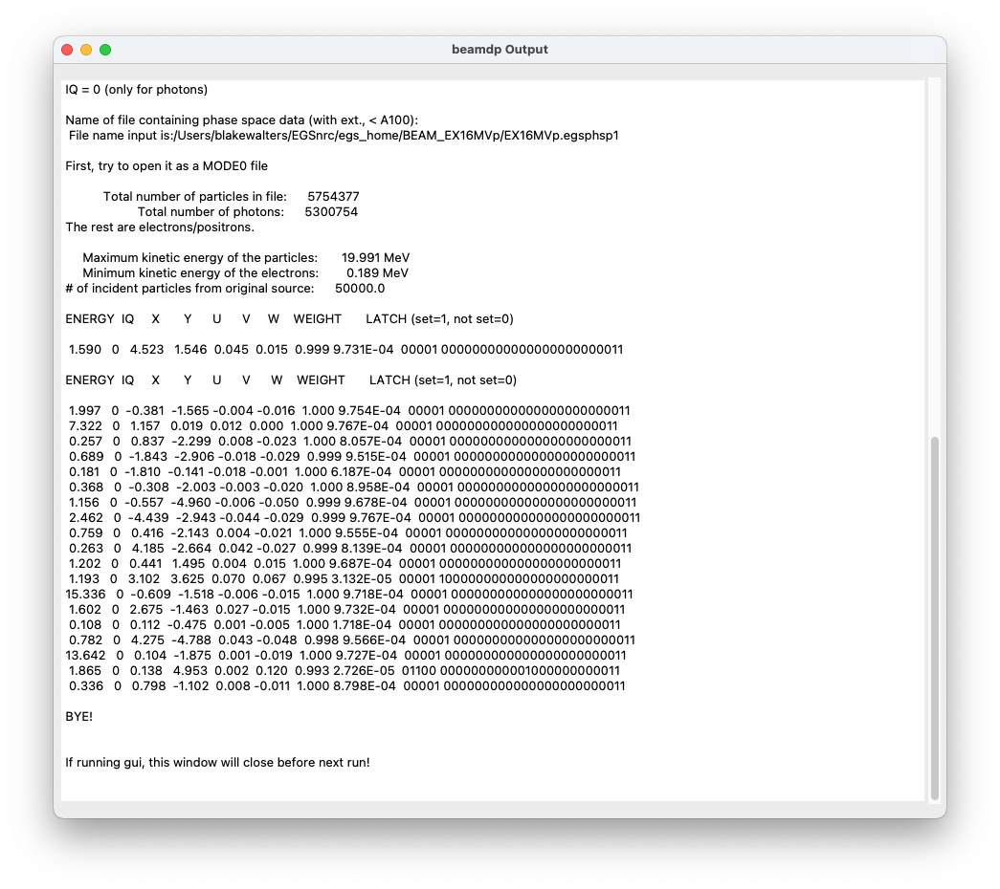 beamdp Output
IQ = 0 (only for photons)
Name of file containing phase space data (with ext., < A100):
File name input is:/Users/blakewalters/EGSnrc/egs_home/BEAM_EX16MVp/EX16MVp.egsphsp1
First, try to open it as a MODE0 file
Total number of particles in file: 5754377
Total number of photons: 5300754
The rest are electrons/positrons.
Maximum kinetic energy of the particles: 19.991 MeV
Minimum kinetic energy of the electrons: 0.189 MeV
# of incident particles from original source: 50000.0
ENERGY IQ X Y U V W WEIGHT LATCH (set=1, not set=0)
1.590 0 4.523 1.546 0.045 0.015 0.999 9.731E-04 00001 000000000000000000000011
ENERGY IQ X Y U V W WEIGHT LATCH (set=1, not set=0)
1.997 0 -0.381 -1.565 -0.004 -0.016 1.000 9.754E-04 00001 000000000000000000000011
7.322 0 1.157 0.019 0.012 0.000 1.000 9.767E-04 00001 000000000000000000000011
0.257 0 0.837 -2.299 0.008 -0.023 1.000 8.057E-04 00001 000000000000000000000011
0.689 0 -1.843 -2.906 -0.018 -0.029 0.999 9.515E-04 00001 000000000000000000000011
0.181 0 -1.810 -0.141 -0.018 -0.001 1.000 6.187E-04 00001 000000000000000000000011
0.368 0 -0.308 -2.003 -0.003 -0.020 1.000 8.958E-04 00001 000000000000000000000011
1.156 0 -0.557 -4.960 -0.006 -0.050 0.999 9.678E-04 00001 000000000000000000000011
2.462 0 -4.439 -2.943 -0.044 -0.029 0.999 9.767E-04 00001 000000000000000000000011
0.759 0 0.416 -2.143 0.004 -0.021 1.000 9.555E-04 00001 000000000000000000000011
0.263 0 4.185 -2.664 0.042 -0.027 0.999 8.139E-04 00001 000000000000000000000011
1.202 0 0.441 1.495 0.004 0.015 1.000 9.687E-04 00001 000000000000000000000011
1.193 0 3.102 3.625 0.070 0.067 0.995 3.132E-05 00001 100000000000000000000011
15.336 0 -0.609 -1.518 -0.006 -0.015 1.000 9.718E-04 00001 000000000000000000000011
1.602 0 2.675 -1.463 0.027 -0.015 1.000 9.732E-04 00001 000000000000000000000011
0.108 0 0.112 -0.475 0.001 -0.005 1.000 1.718E-04 00001 000000000000000000000011
0.782 0 4.275 -4.788 0.043 -0.048 0.998 9.566E-04 00001 000000000000000000000011
13.642 0 0.104 -1.875 0.001 -0.019 1.000 9.727E-04 00001 000000000000000000000011
1.865 0 0.138 4.953 0.002 0.120 0.993 2.726E-05 01100 000000000001000000000011
0.336 0 0.798 -1.102 0.008 -0.011 1.000 8.798E-04 00001 000000000000000000000011
BYE!
If running gui, this window will close before next run!